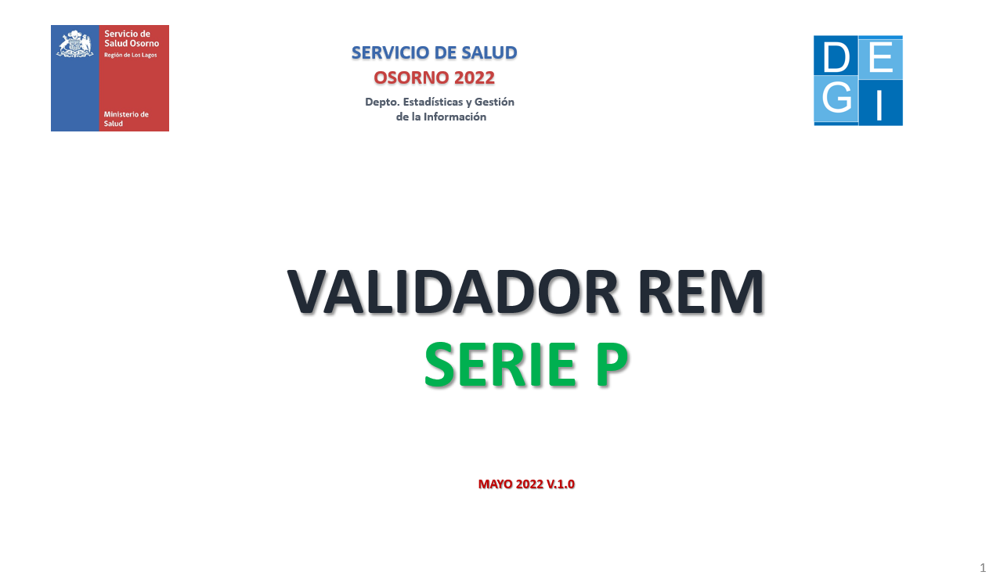 Servicio de
Salud Osorno
Región de Los Lagos
Ministerio de
Salud
SERVICIO DE SALUD
OSORNO 2022
Depto. Estadísticas y Gestión
de la Información
D E
G I
VALIDADOR REM
SERIE P
MAYO 2022 V.1.0
1